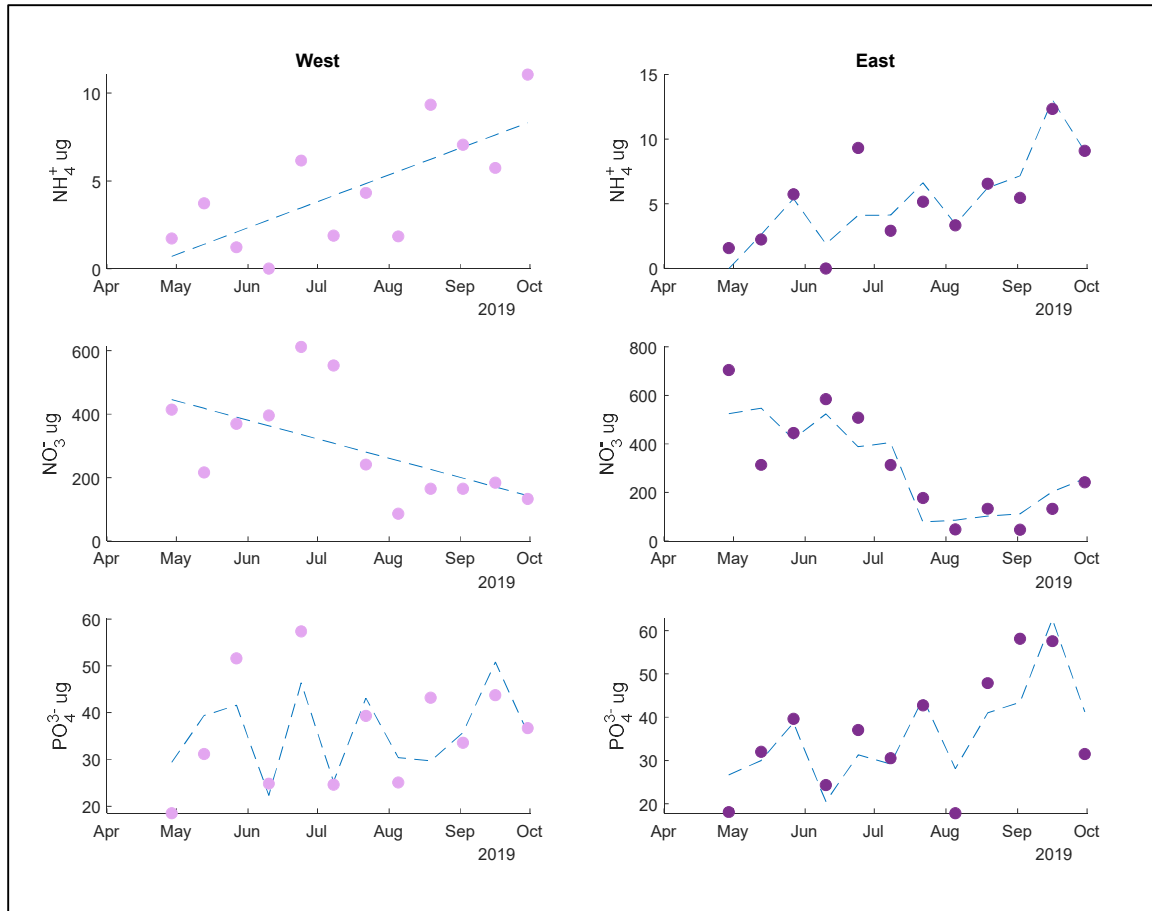 West
East
NH₄⁺ ug
10
5
0
Apr May Jun Jul Aug Sep Oct
2019
NH₄⁺ ug
15
10
5
0
Apr May Jun Jul Aug Sep Oct
2019
NO₃⁻ ug
600
400
200
0
Apr May Jun Jul Aug Sep Oct
2019
NO₃⁻ ug
800
600
400
200
0
Apr May Jun Jul Aug Sep Oct
2019
PO₄³⁻ ug
60
50
40
30
20
Apr May Jun Jul Aug Sep Oct
2019
PO₄³⁻ ug
60
50
40
30
20
Apr May Jun Jul Aug Sep Oct
2019